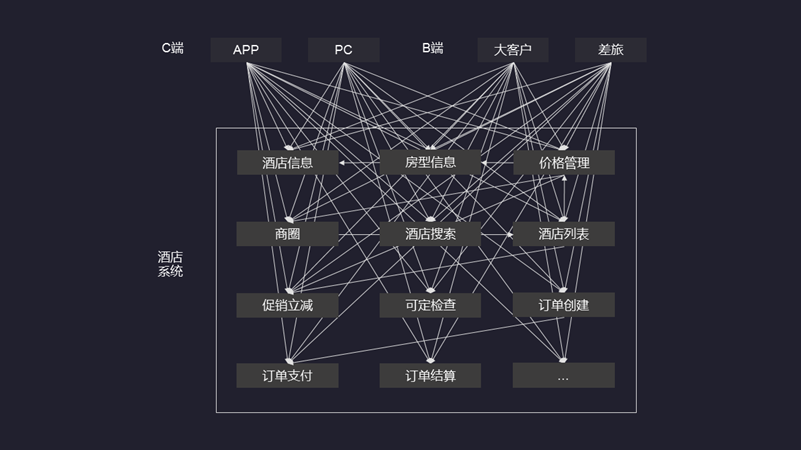 C端 APP PC B端 大客户 差旅
酒店信息 房型信息 价格管理
商圈 酒店搜索 酒店列表
酒店
系统
促销立减 可定检查 订单创建
订单支付 订单结算 ...